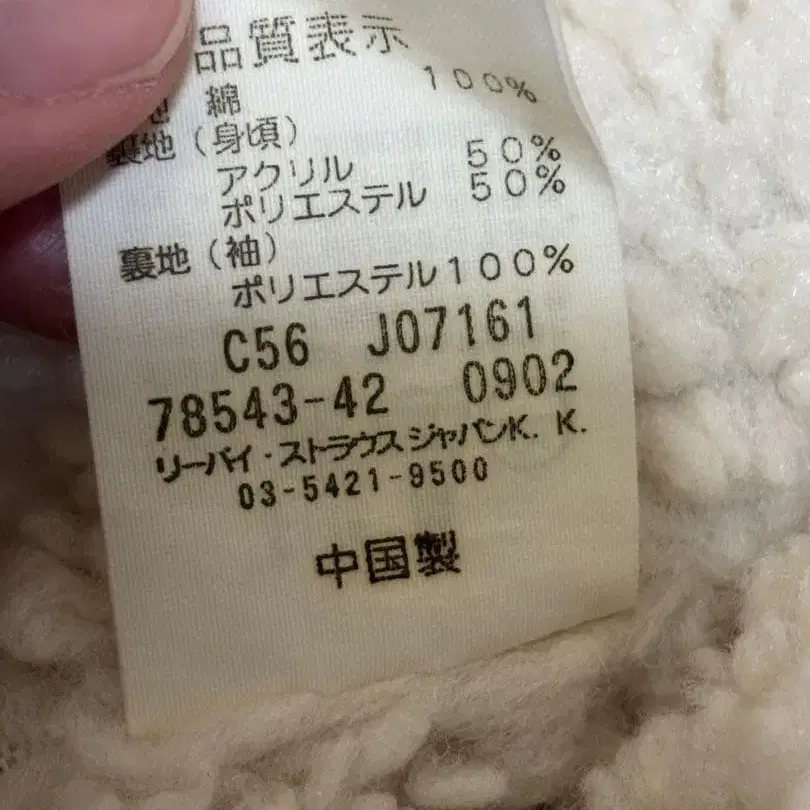 品質表示
地 綿 100%
裏地(身頃)
アクリル 50%
ポリエステル 50%
裏地(袖)
ポリエステル100%
C56 J07161
78543-42 0902
リーバイ・ストラウス ジャパンK. K.
03-5421-9500
中国製